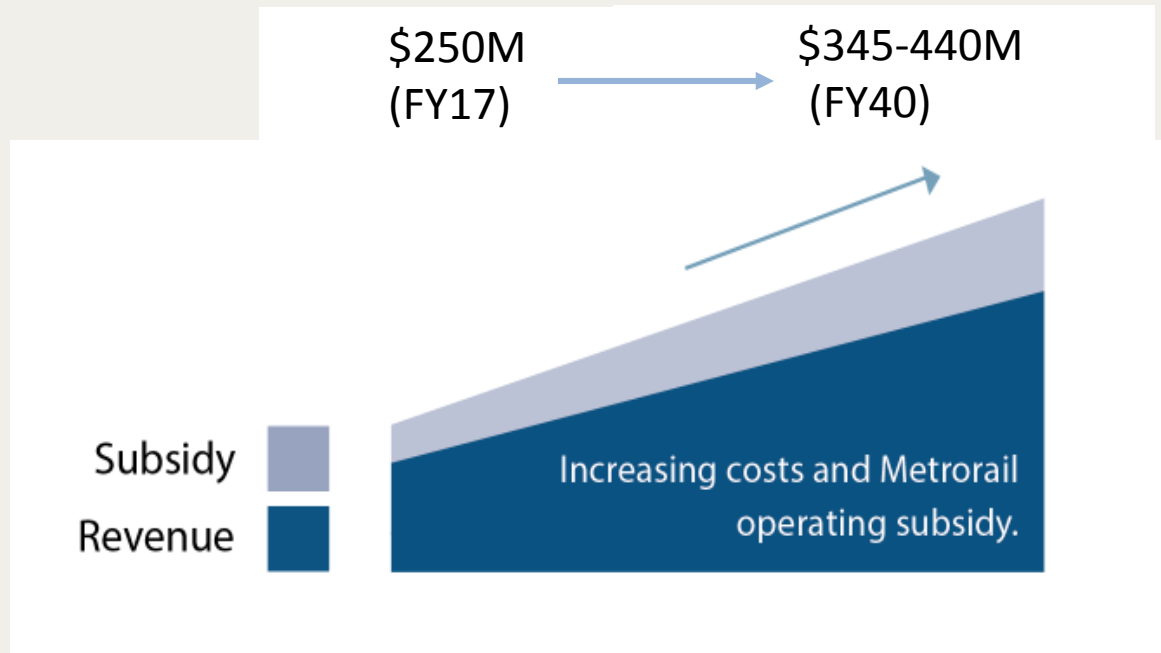 $250M
(FY17)
$345-440M
(FY40)
Subsidy
Revenue
Increasing costs and Metrorail
operating subsidy.